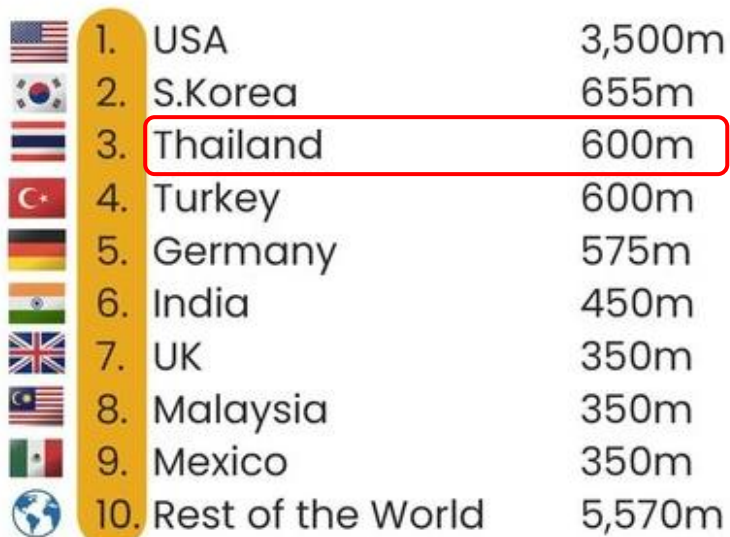 1. USA 3,500m
2. S.Korea 655m
3. Thailand 600m
4. Turkey 600m
5. Germany 575m
6. India 450m
7. UK 350m
8. Malaysia 350m
9. Mexico 350m
10. Rest of the World 5,570m